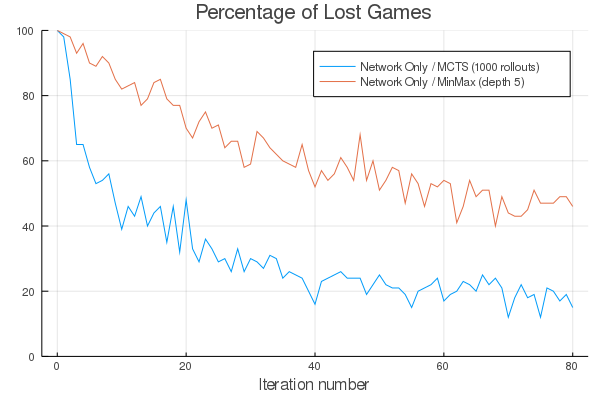 Percentage of Lost Games
100
80
60
40
20
0
Network Only / MCTS (1000 rollouts)
Network Only / MinMax (depth 5)
0
20
40
60
80
Iteration number